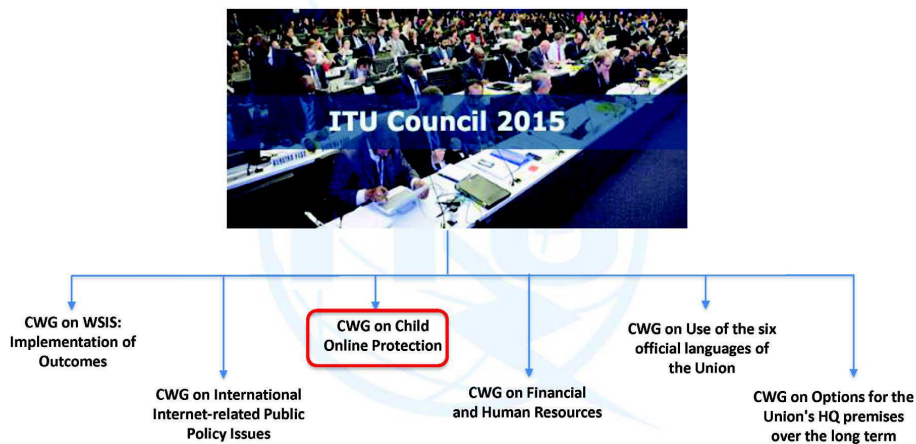 ITU Council 2015
CWG on WSIS:
Implementation of
Outcomes
CWG on International
Internet-related Public
Policy Issues
CWG on Child
Online Protection
CWG on Financial
and Human Resources
CWG on Use of the six
official languages of
the Union
CWG on Options for the
Union's HQ premises
over the long term